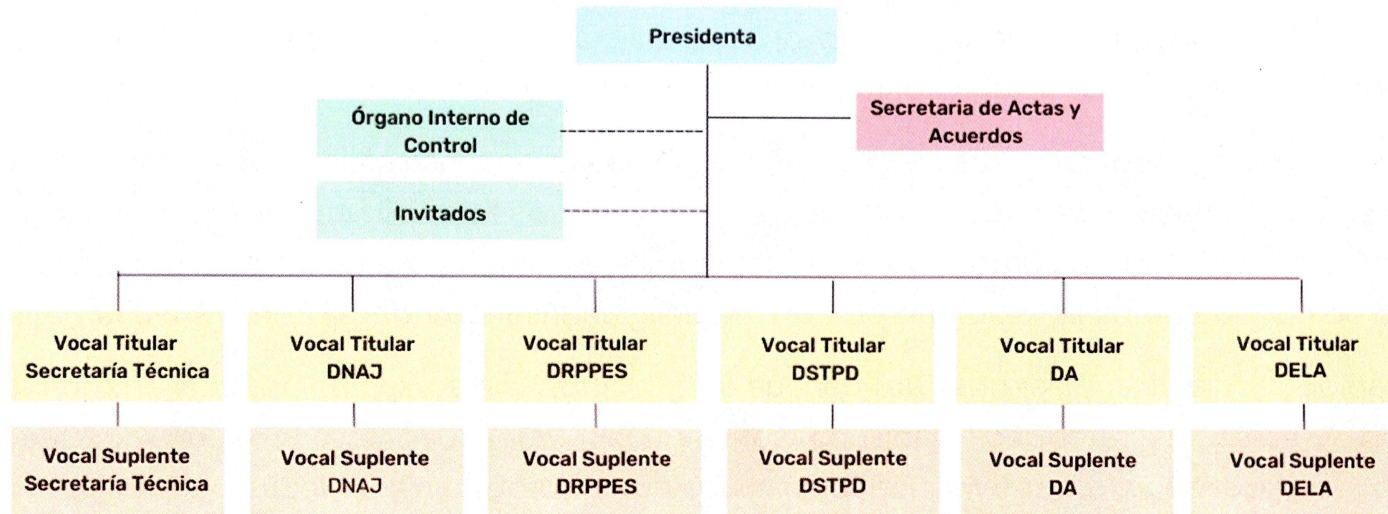 Presidenta
Órgano Interno de
Control
Secretaria de Actas y
Acuerdos
Invitados
Vocal Titular
Secretaría Técnica
Vocal Titular
DNAJ
Vocal Titular
DRPPES
Vocal Titular
DSTPD
Vocal Titular
DA
Vocal Titular
DELA
Vocal Suplente
Secretaría Técnica
Vocal Suplente
DNAJ
Vocal Suplente
DRPPES
Vocal Suplente
DSTPD
Vocal Suplente
DA
Vocal Suplente
DELA